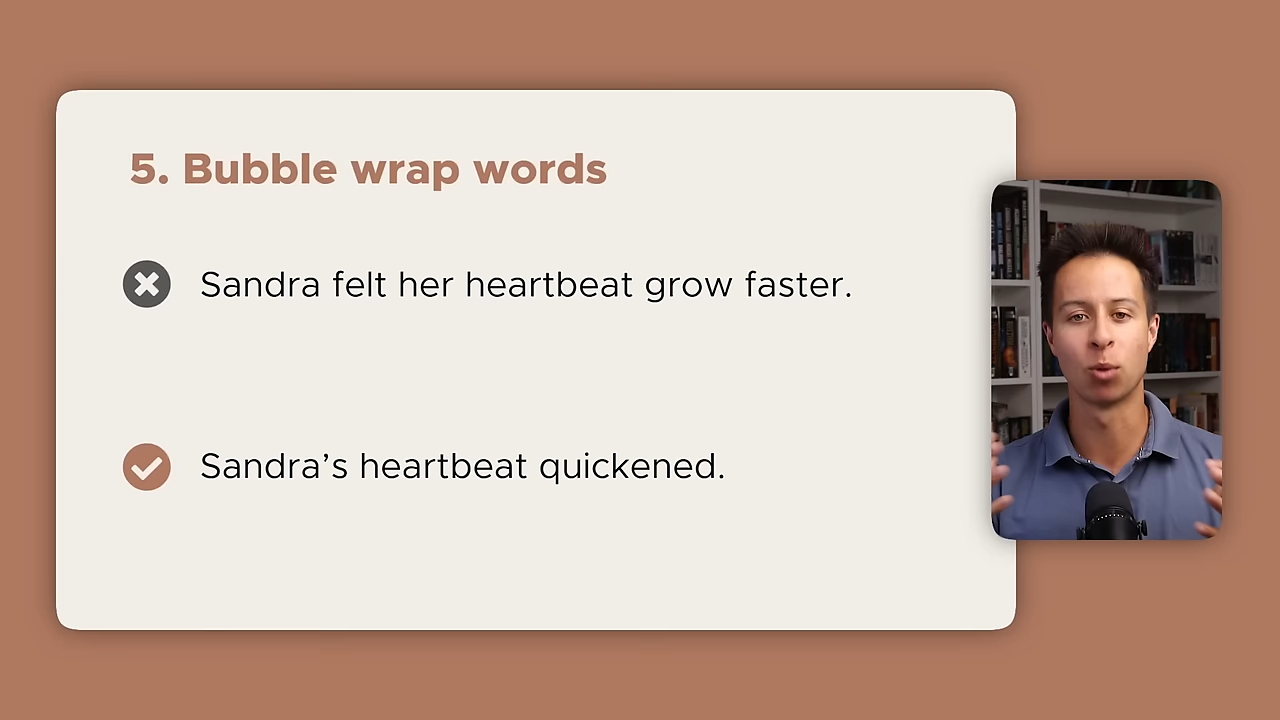 5. Bubble wrap words
Sandra felt her heartbeat grow faster.
Sandra’s heartbeat quickened.